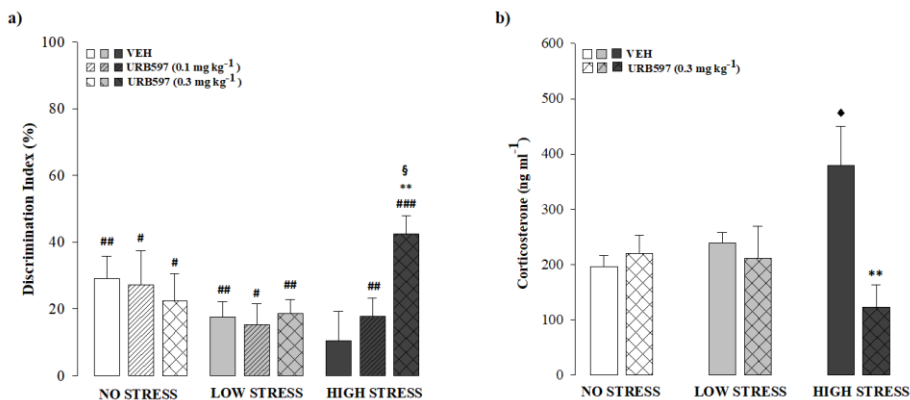 a)
VEH
URB597 (0.1 mg kg-1)
URB597 (0.3 mg kg-1)
Discrimination Index (%)
100
80
60
40
20
0
##
#
#
##
#
##
##
§
**
###
NO STRESS
LOW STRESS
HIGH STRESS
b)
VEH
URB597 (0.3 mg kg-1)
Corticosterone (ng ml-1)
600
500
400
300
200
100
0
◆
**
NO STRESS
LOW STRESS
HIGH STRESS